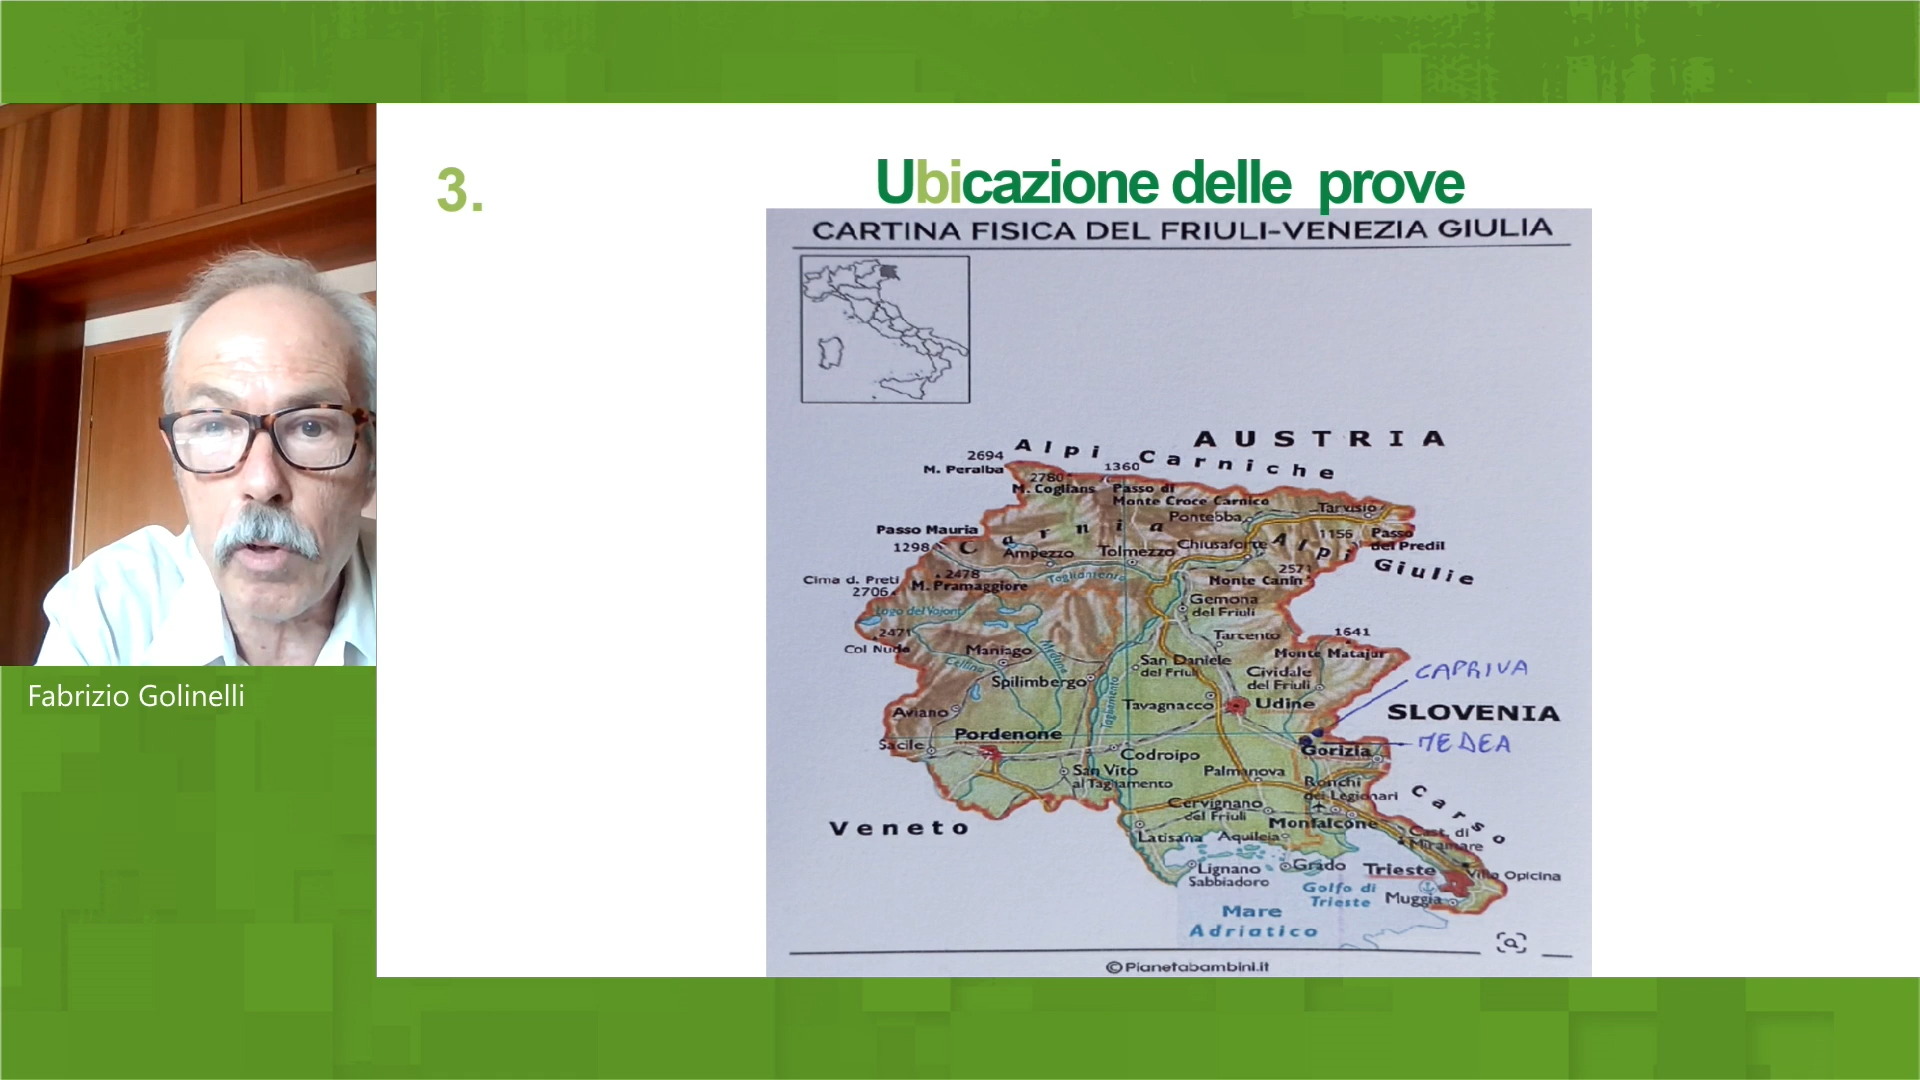 3.
Ubicazione delle prove
CARTINA FISICA DEL FRIULI-VENEZIA GIULIA
AUSTRIA
Alpi Carniche
2694
M. Peralba
2780
M. Coglians
1360
Passo di
Monte Croce Carnico
Pontebba
Tarvisio
Passo Mauria
1298
Carnia
Ampezzo
Tolmezzo
Chiusaforte
Alpi
Giulie
1156
Passo
del Predil
Cima d. Preti
2706
2478
M. Pramaggiore
Tagliamento
2571
Monte Canin
Gemona
del Friuli
Lago del Vajont
2471
Col Nudo
Tarcento
1641
Monte Matajur
Maniago
Cellina
Meduna
San Daniele
del Friuli
Cividale
del Friuli
CAPRIVA
Spilimbergo
Tagliamento
Tavagnacco
Udine
SLOVENIA
Aviano
Pordenone
Sacile
Codroipo
Gorizia
MEDEA
San Vito
al Tagliamento
Palmanova
Ronchi
dei Legionari
Carso
Cervignano
del Friuli
Monfalcone
Veneto
Latisana
Aquileia
Cast. di
Miramare
Lignano
Sabbiadoro
Grado
Trieste
Villa Opicina
Golfo di
Trieste
Muggia
Mare
Adriatico
©Pianetabambini.it
Fabrizio Golinelli